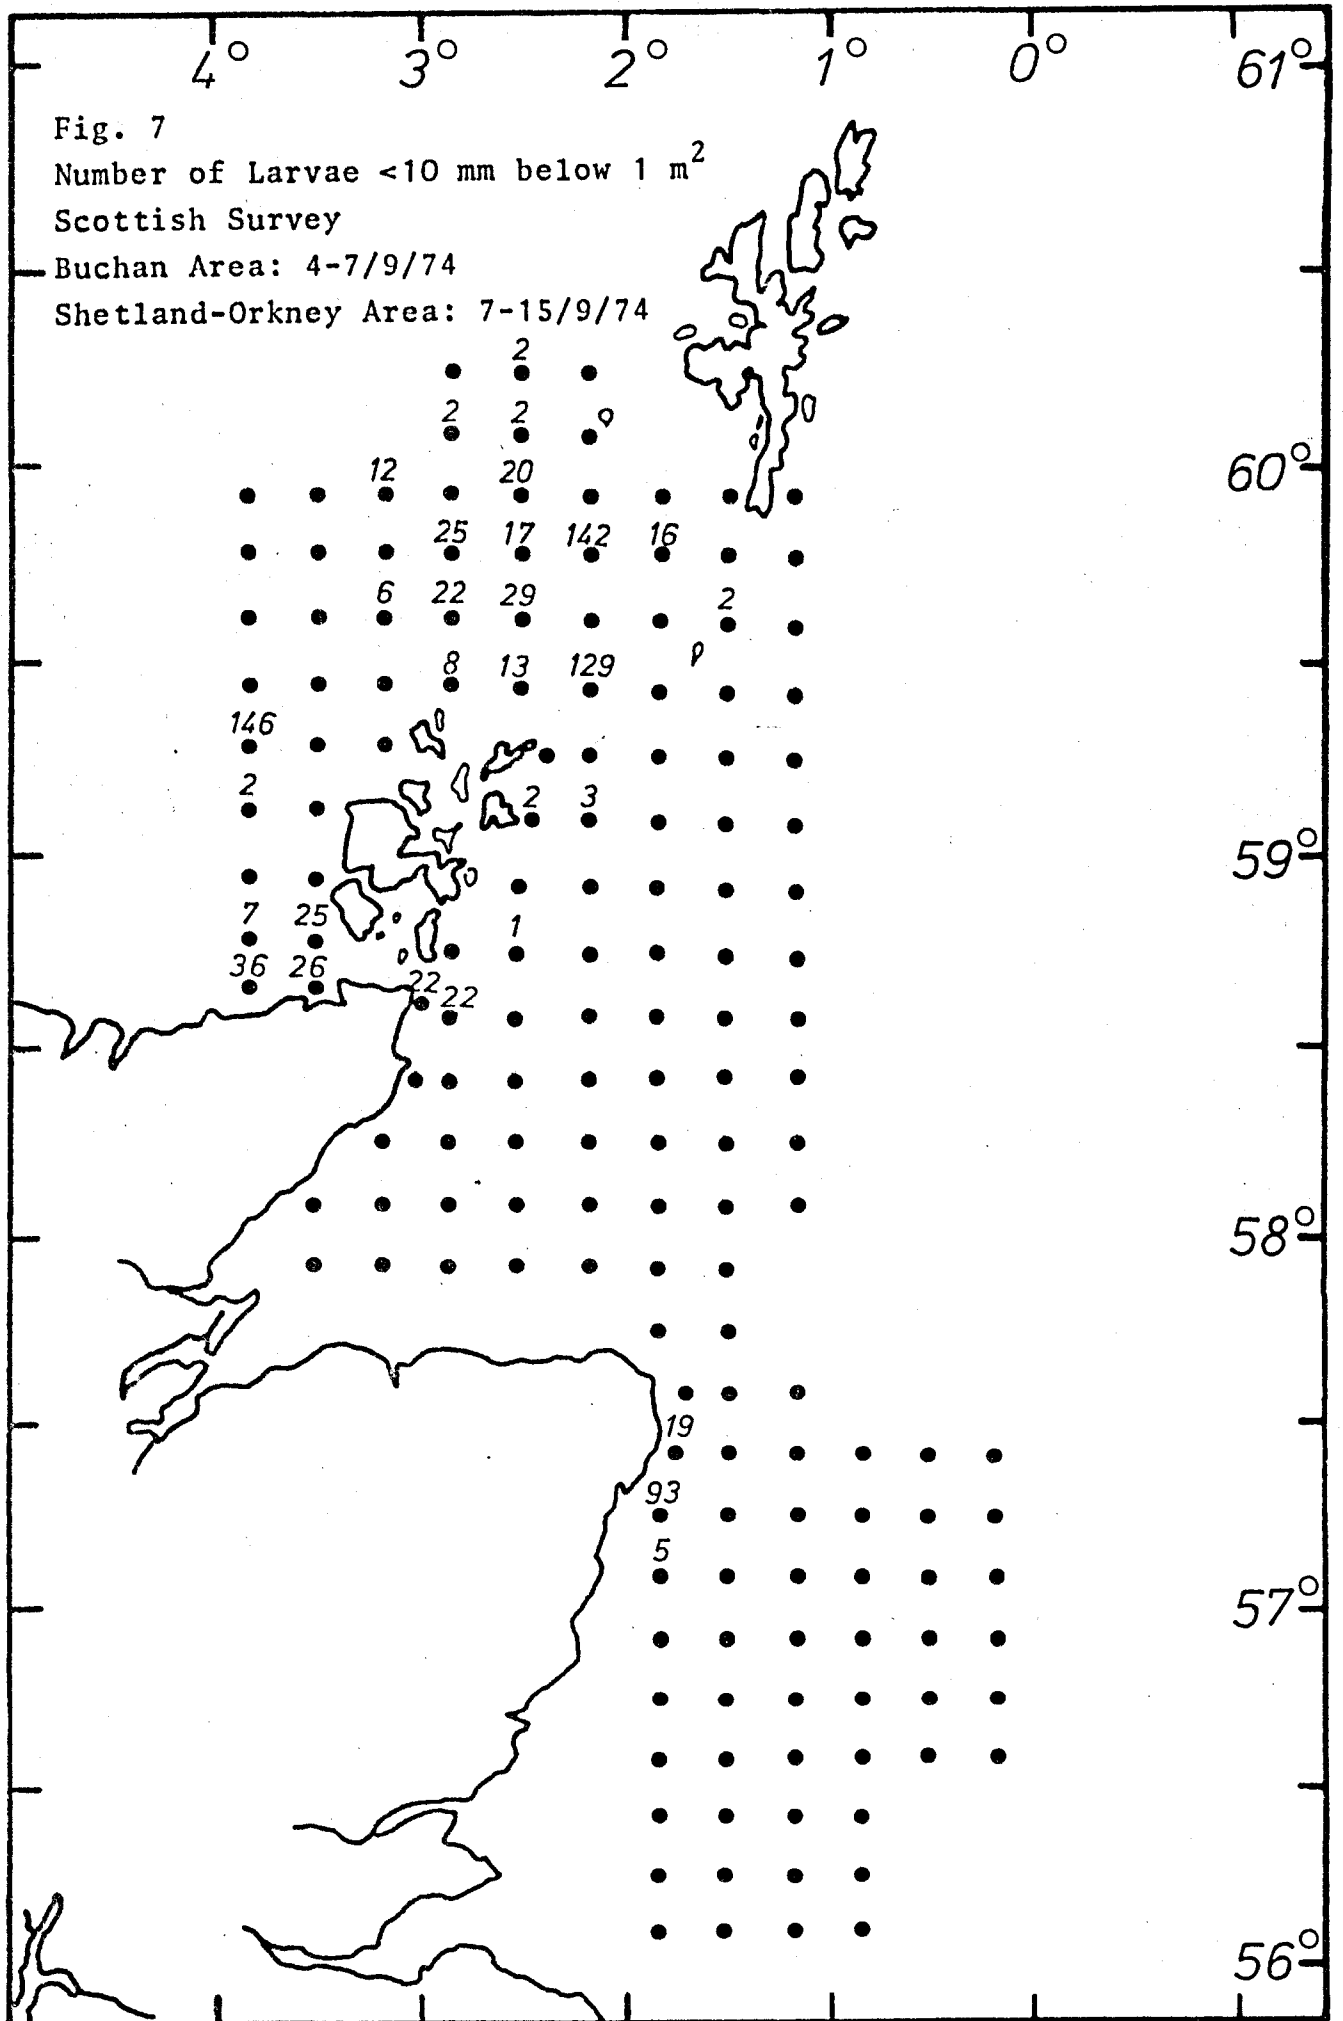 4° 3° 2° 1° 0° 61°
Fig. 7
Number of Larvae <10 mm below 1 m²
Scottish Survey
Buchan Area: 4-7/9/74
Shetland-Orkney Area: 7-15/9/74
2
2 2
12 20 60°
25 17 142 16
6 22 29 2
8 13 129
146
2 2 3
59°
7 25 1
36 26 22 22
58°
19
93
5
57°
56°